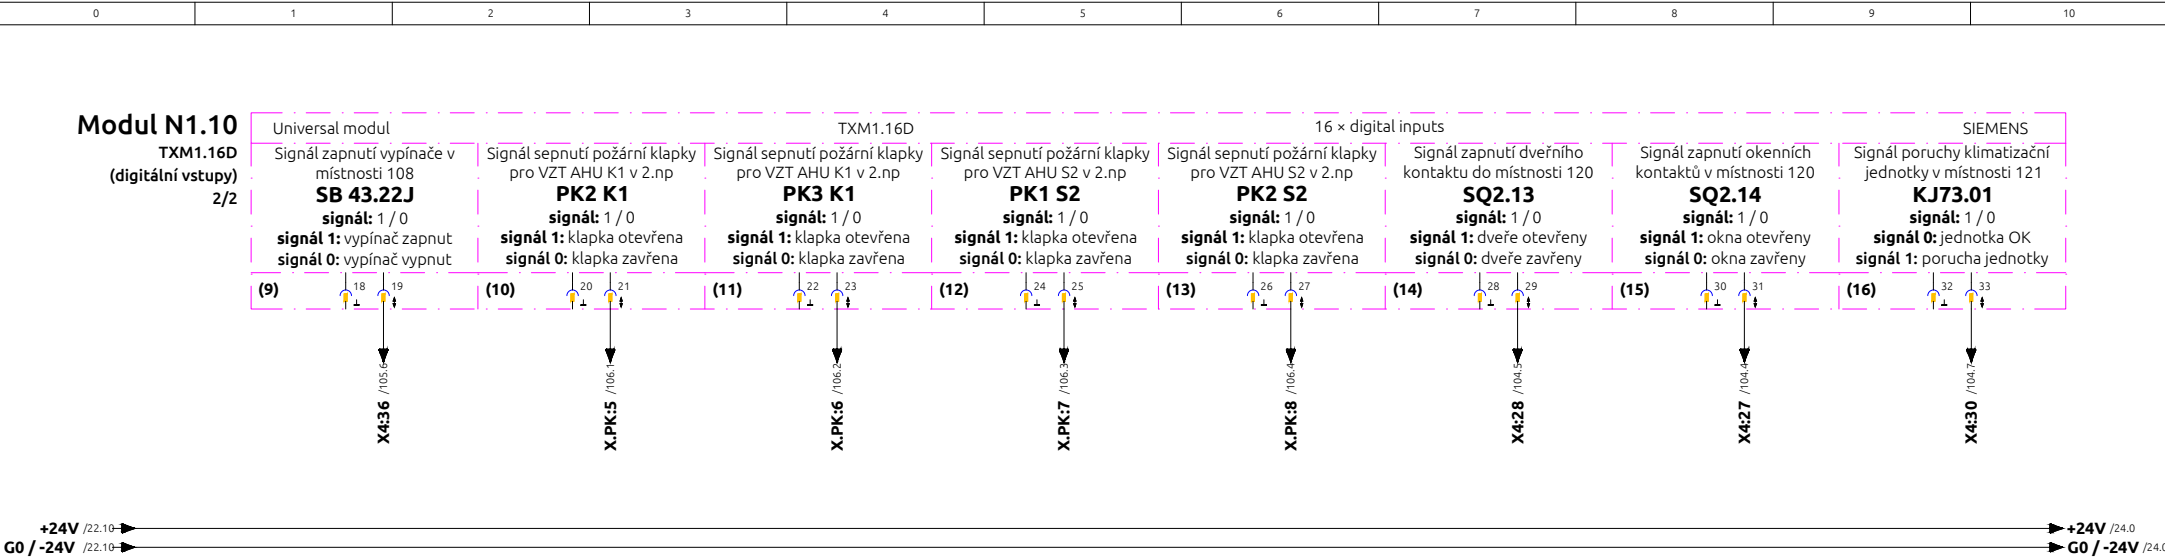 0 1 2 3 4 5 6 7 8 9 10
Modul N1.10
TXM1.16D
(digitální vstupy)
2/2
Universal modul TXM1.16D 16 × digital inputs SIEMENS
Signál zapnutí vypínače v
místnosti 108
SB 43.22J
signál: 1 / 0
signál 1: vypínač zapnut
signál 0: vypínač vypnut
(9) 18 19
X4:36 /105.6
Signál sepnutí požární klapky
pro VZT AHU K1 v 2.np
PK2 K1
signál: 1 / 0
signál 1: klapka otevřena
signál 0: klapka zavřena
(10) 20 21
X.PK:5 /106.1
Signál sepnutí požární klapky
pro VZT AHU K1 v 2.np
PK3 K1
signál: 1 / 0
signál 1: klapka otevřena
signál 0: klapka zavřena
(11) 22 23
X.PK:6 /106.2
Signál sepnutí požární klapky
pro VZT AHU S2 v 2.np
PK1 S2
signál: 1 / 0
signál 1: klapka otevřena
signál 0: klapka zavřena
(12) 24 25
X.PK:7 /106.3
Signál sepnutí požární klapky
pro VZT AHU S2 v 2.np
PK2 S2
signál: 1 / 0
signál 1: klapka otevřena
signál 0: klapka zavřena
(13) 26 27
X.PK:8 /106.4
Signál zapnutí dveřního
kontaktu do místnosti 120
SQ2.13
signál: 1 / 0
signál 1: dveře otevřeny
signál 0: dveře zavřeny
(14) 28 29
X4:28 /104.5
Signál zapnutí okenních
kontaktů v místnosti 120
SQ2.14
signál: 1 / 0
signál 1: okna otevřeny
signál 0: okna zavřeny
(15) 30 31
X4:27 /104.4
Signál poruchy klimatizační
jednotky v místnosti 121
KJ73.01
signál: 1 / 0
signál 0: jednotka OK
signál 1: porucha jednotky
(16) 32 33
X4:30 /104.7
+24V /22.10 +24V /24.0
G0 / -24V /22.10 G0 / -24V /24.0